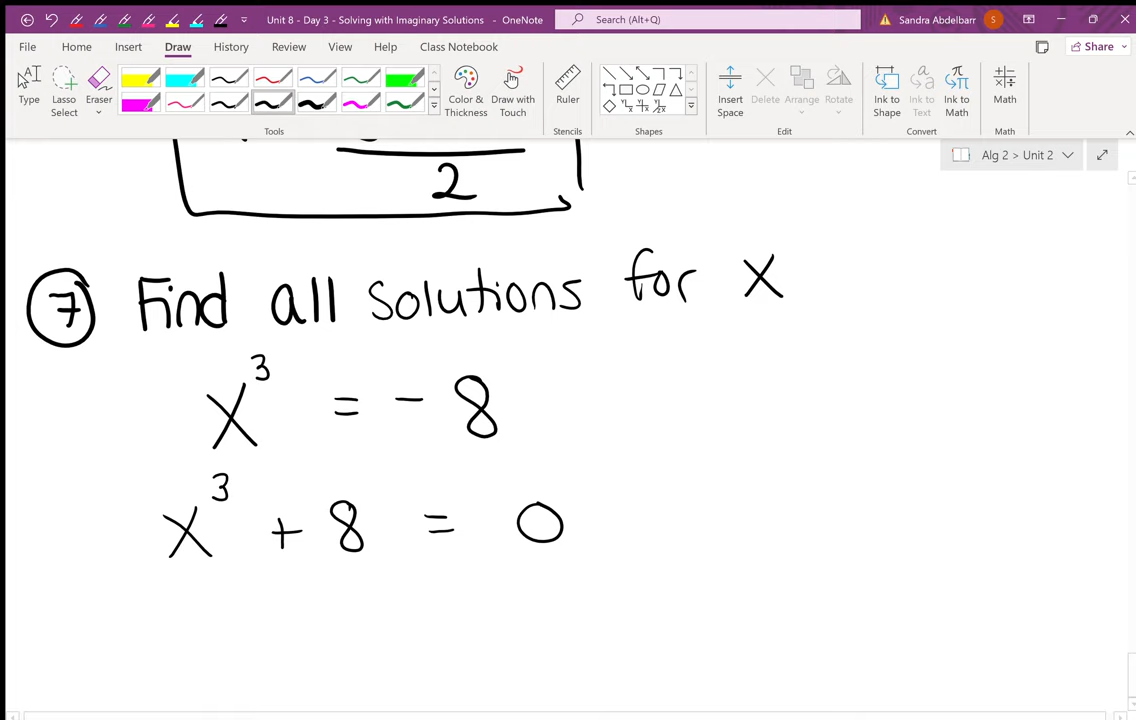 Unit 8 - Day 3 - Solving with Imaginary Solutions - OneNote
Search (Alt+Q)
Sandra Abdelbarr S
File Home Insert Draw History Review View Help Class Notebook Share
Type Lasso Select Eraser Color & Thickness Draw with Touch Ruler Insert Space Delete Arrange Rotate Ink to Shape Ink to Text Ink to Math Math
Tools Stencils Shapes Edit Convert Math
Alg 2 > Unit 2
2
7 Find all solutions for x
x³ = - 8
x³ + 8 = 0